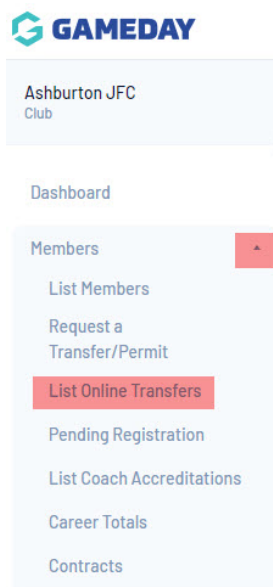 GAMEDAY
Ashburton JFC
Club
Dashboard
Members
List Members
Request a
Transfer/Permit
List Online Transfers
Pending Registration
List Coach Accreditations
Career Totals
Contracts